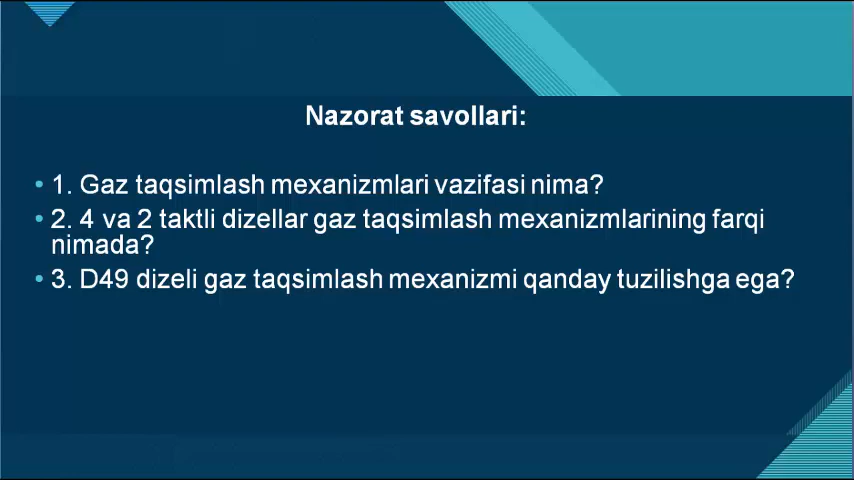 Nazorat savollari:
• 1. Gaz taqsimlash mexanizmlari vazifasi nima?
• 2. 4 va 2 taktli dizellar gaz taqsimlash mexanizmlarining farqi
nimada?
• 3. D49 dizeli gaz taqsimlash mexanizmi qanday tuzilishga ega?